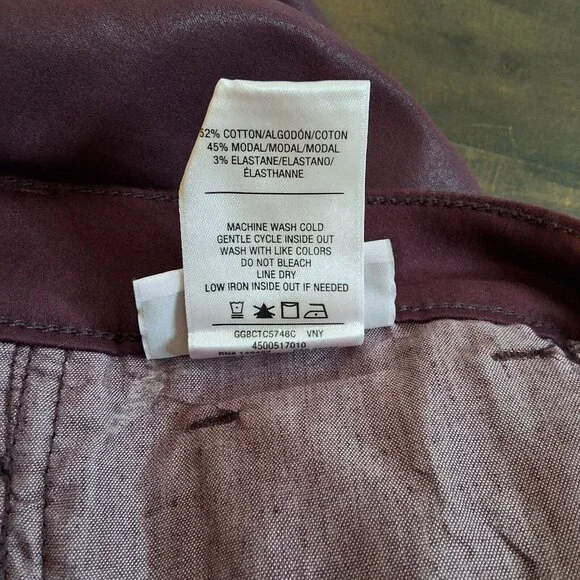 52% COTTON/ALGODÓN/COTON
45% MODAL/MODAL/MODAL
3% ELASTANE/ELASTANO/
ÉLASTHANNE
MACHINE WASH COLD
GENTLE CYCLE INSIDE OUT
WASH WITH LIKE COLORS
DO NOT BLEACH
LINE DRY
LOW IRON INSIDE OUT IF NEEDED
GG8CTC5748C VNY
4500517010